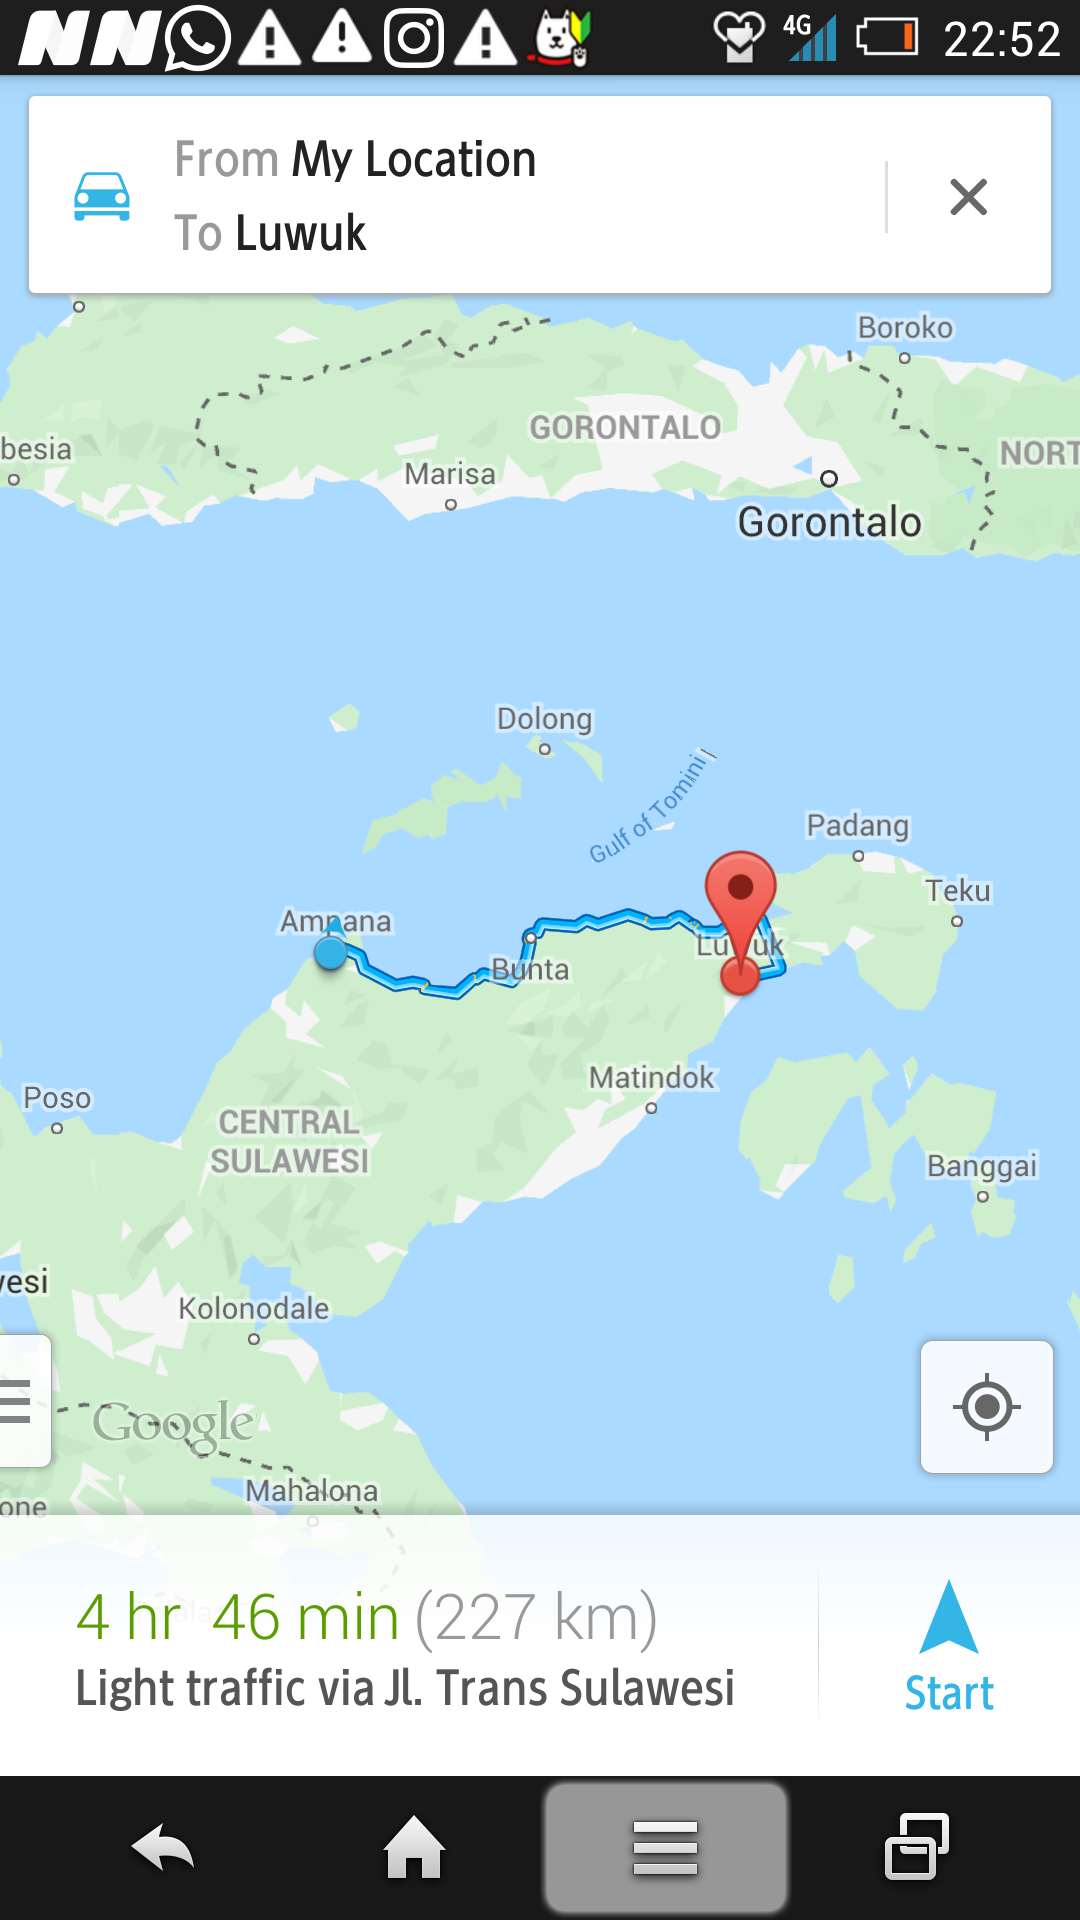 NN 4G 22:52
From My Location
To Luwuk
Boroko
GORONTALO
NORT
besia
Marisa
Gorontalo
Dolong
Gulf of Tomini
Padang
Teku
Ampana
Luwuk
Bunta
Matindok
Poso
CENTRAL
SULAWESI
Banggai
vesi
Kolonodale
Google
Mahalona
one
4 hr 46 min (227 km)
Light traffic via Jl. Trans Sulawesi
Start